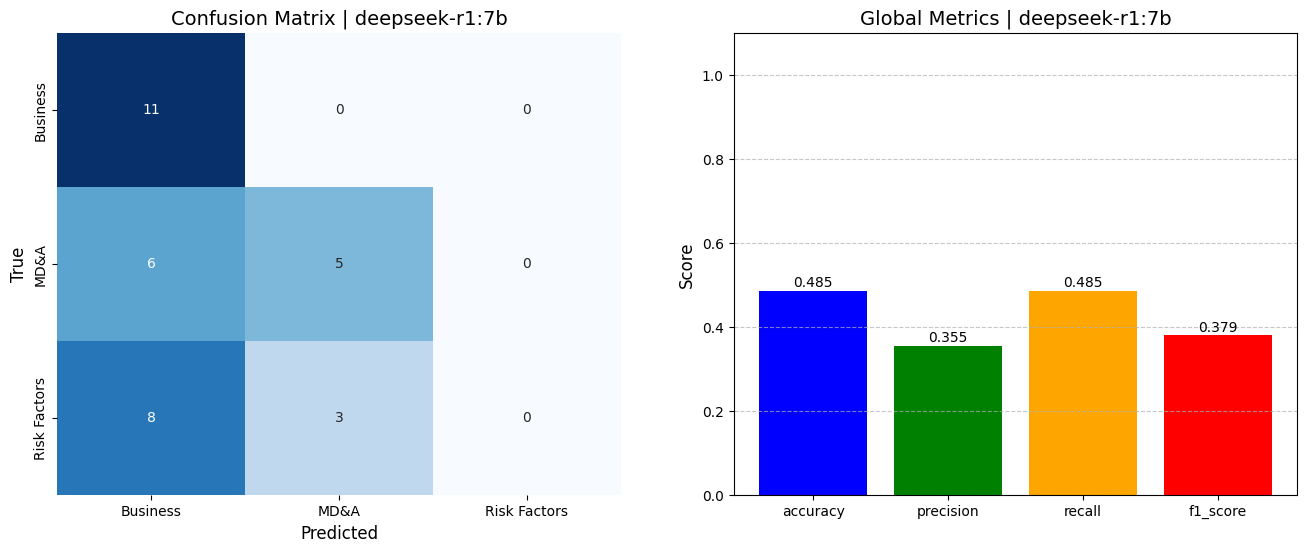 Confusion Matrix | deepseek-r1:7b
True
Business
11 0 0
MD&A
6 5 0
Risk Factors
8 3 0
Business MD&A Risk Factors
Predicted
Global Metrics | deepseek-r1:7b
Score
1.0
0.8
0.6
0.4
0.2
0.0
0.485
0.355
0.485
0.379
accuracy precision recall f1_score